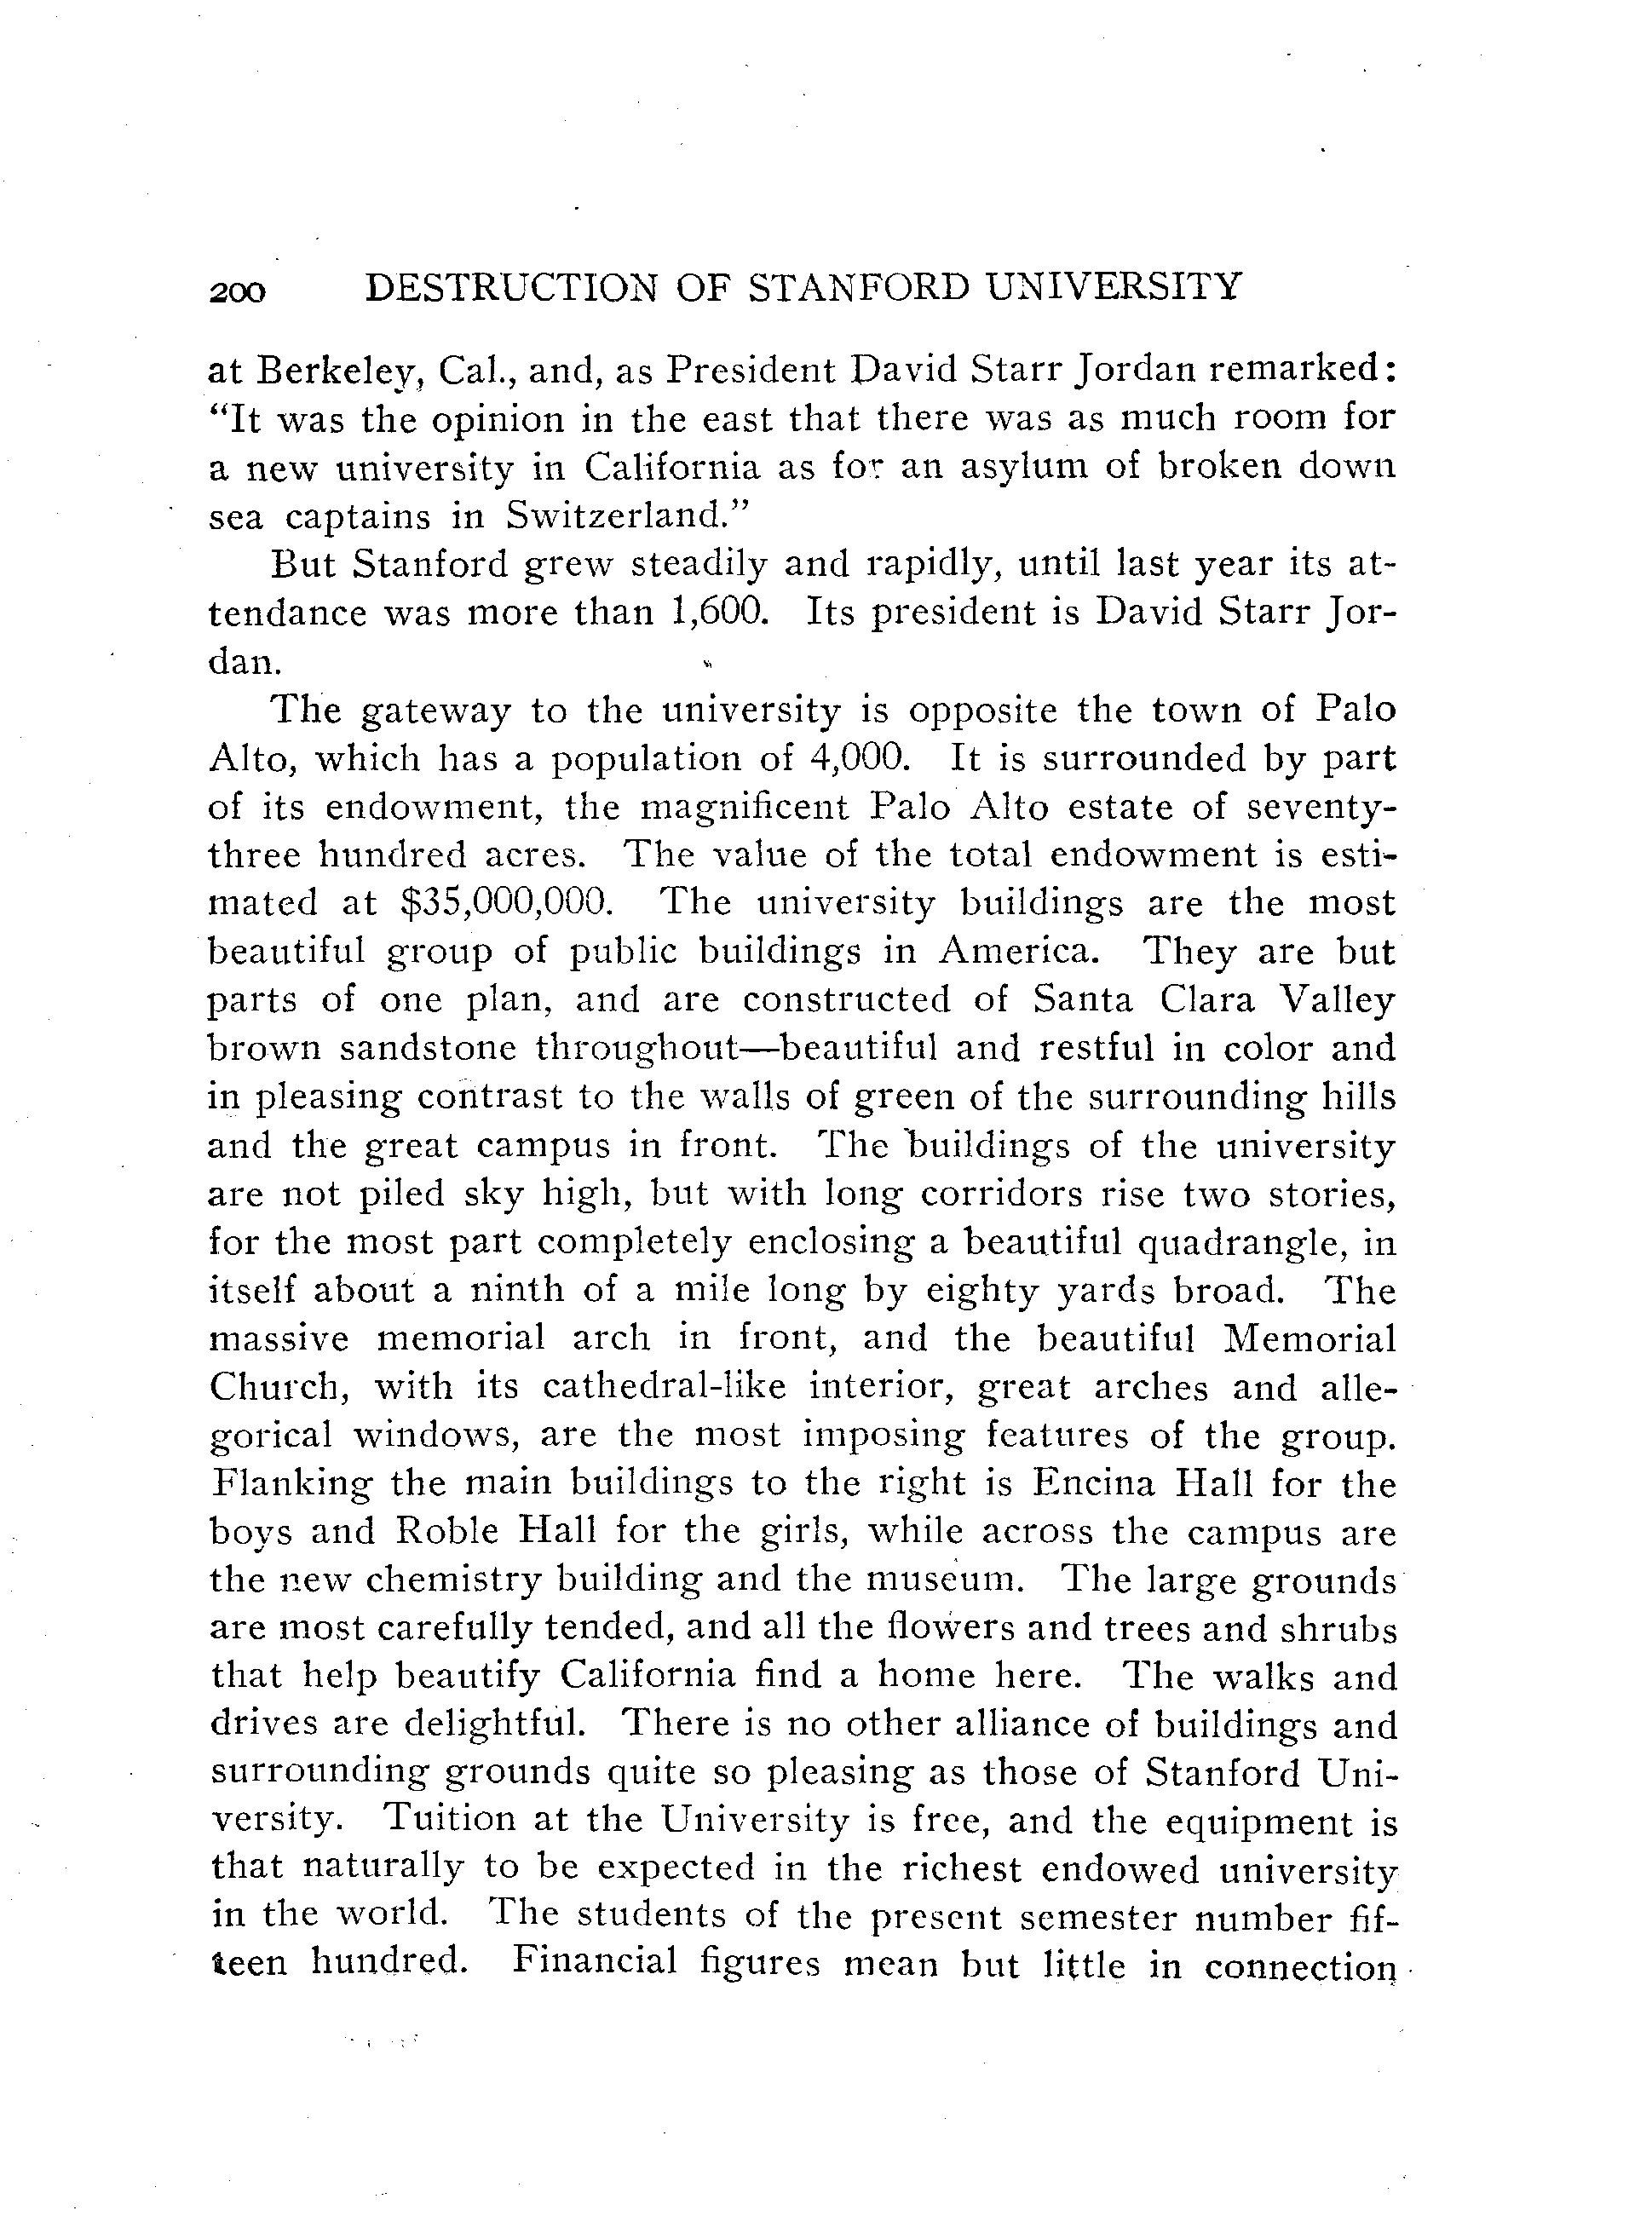 200 DESTRUCTION OF STANFORD UNIVERSITY
at Berkeley, Cal., and, as President David Starr Jordan remarked:
“It was the opinion in the east that there was as much room for
a new university in California as for an asylum of broken down
sea captains in Switzerland.”
But Stanford grew steadily and rapidly, until last year its at-
tendance was more than 1,600. Its president is David Starr Jor-
dan.
The gateway to the university is opposite the town of Palo
Alto, which has a population of 4,000. It is surrounded by part
of its endowment, the magnificent Palo Alto estate of seventy-
three hundred acres. The value of the total endowment is esti-
mated at $35,000,000. The university buildings are the most
beautiful group of public buildings in America. They are but
parts of one plan, and are constructed of Santa Clara Valley
brown sandstone throughout—beautiful and restful in color and
in pleasing contrast to the walls of green of the surrounding hills
and the great campus in front. The buildings of the university
are not piled sky high, but with long corridors rise two stories,
for the most part completely enclosing a beautiful quadrangle, in
itself about a ninth of a mile long by eighty yards broad. The
massive memorial arch in front, and the beautiful Memorial
Church, with its cathedral-like interior, great arches and alle-
gorical windows, are the most imposing features of the group.
Flanking the main buildings to the right is Encina Hall for the
boys and Roble Hall for the girls, while across the campus are
the new chemistry building and the museum. The large grounds
are most carefully tended, and all the flowers and trees and shrubs
that help beautify California find a home here. The walks and
drives are delightful. There is no other alliance of buildings and
surrounding grounds quite so pleasing as those of Stanford Uni-
versity. Tuition at the University is free, and the equipment is
that naturally to be expected in the richest endowed university
in the world. The students of the present semester number fif-
teen hundred. Financial figures mean but little in connection